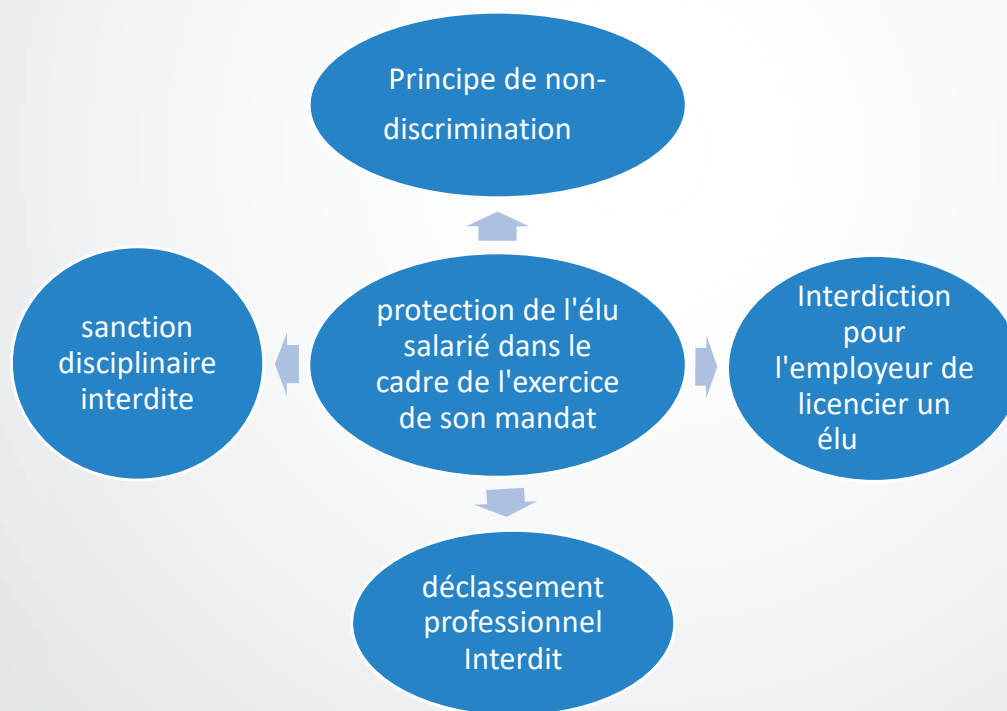 Principe de non-
discrimination
sanction
disciplinaire
interdite
protection de l'élu
salarié dans le
cadre de l'exercice
de son mandat
Interdiction
pour
l'employeur de
licencier un
élu
déclassement
professionnel
Interdit